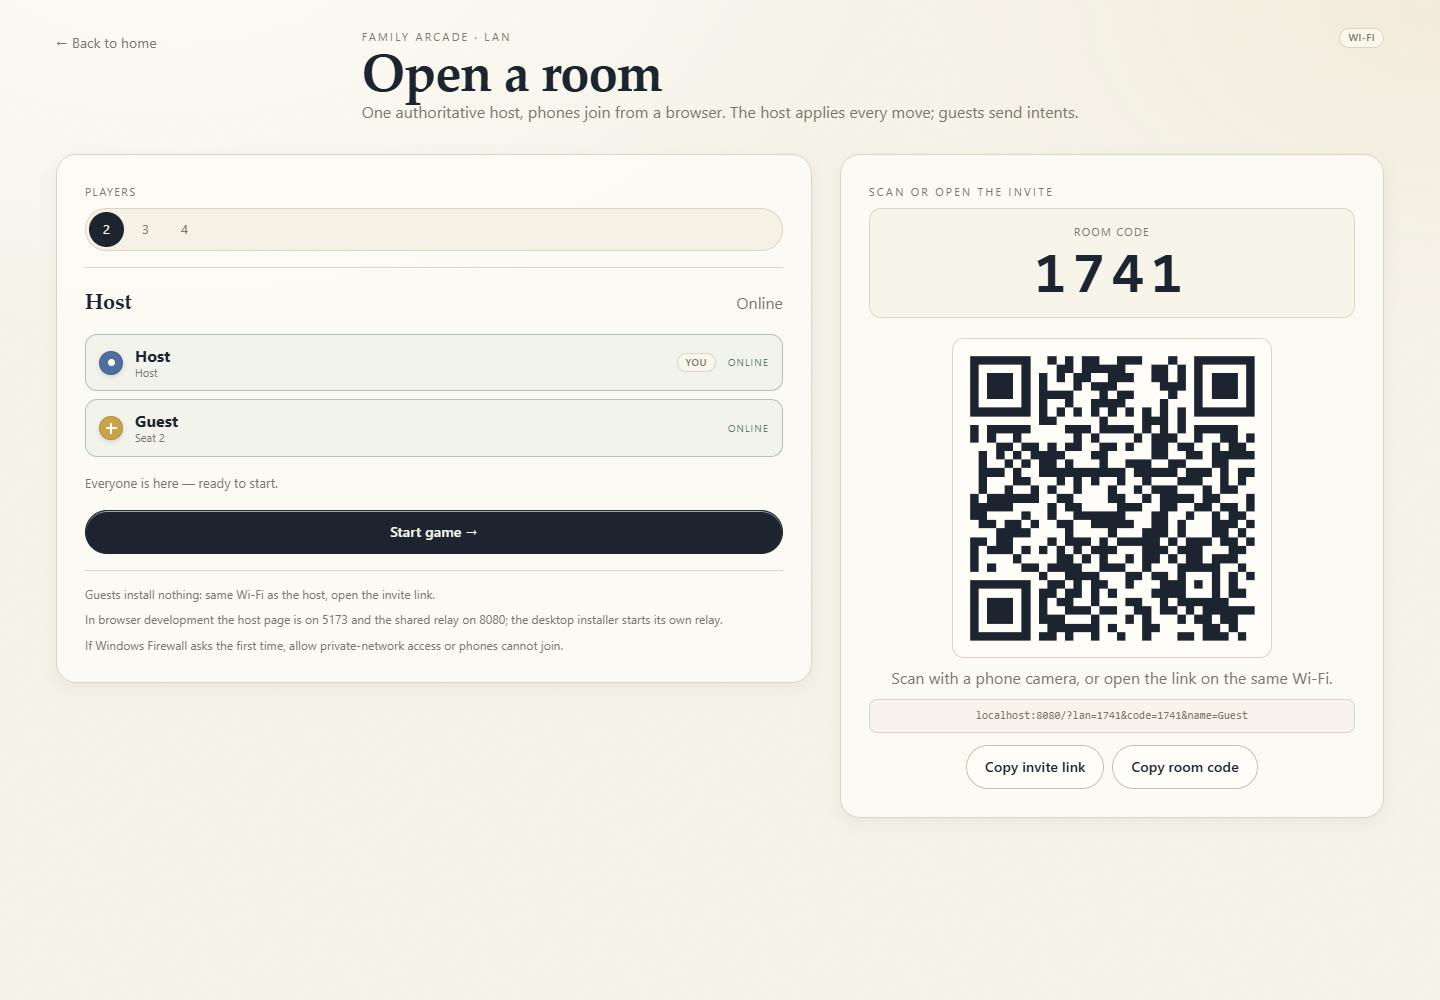 ← Back to home
FAMILY ARCADE · LAN
WI-FI
Open a room
One authoritative host, phones join from a browser. The host applies every move; guests send intents.
PLAYERS
2 3 4
Host
Online
Host
Host
YOU
ONLINE
Guest
Seat 2
ONLINE
Everyone is here — ready to start.
Start game →
Guests install nothing: same Wi-Fi as the host, open the invite link.
In browser development the host page is on 5173 and the shared relay on 8080; the desktop installer starts its own relay.
If Windows Firewall asks the first time, allow private-network access or phones cannot join.
SCAN OR OPEN THE INVITE
ROOM CODE
1741
Scan with a phone camera, or open the link on the same Wi-Fi.
localhost:8080/?lan=1741&code=1741&name=Guest
Copy invite link
Copy room code